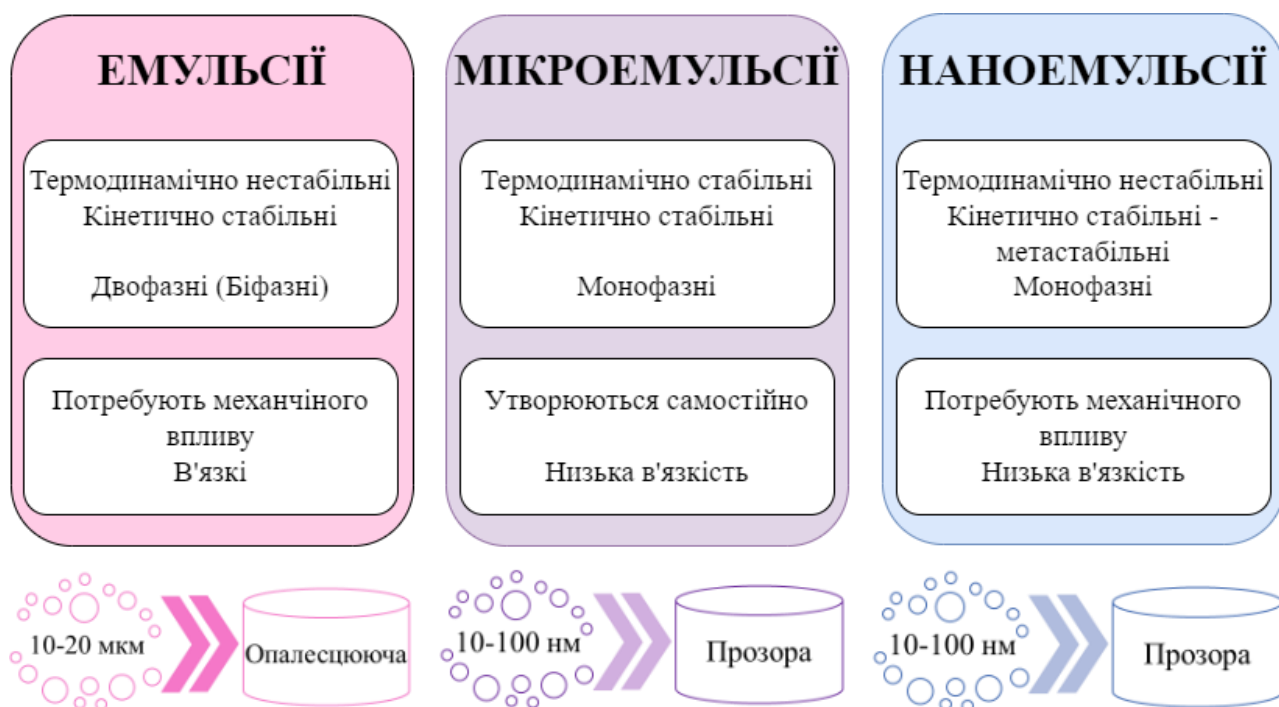 ЕМУЛЬСІЇ
Термодинамічно нестабільні
Кінетично стабільні
Двофазні (Біфазні)
Потребують механчіного
впливу
В'язкі
10-20 мкм
Опалесцююча
МІКРОЕМУЛЬСІЇ
Термодинамічно стабільні
Кінетично стабільні
Монофазні
Утворюються самостійно
Низька в'язкість
10-100 нм
Прозора
НАНОЕМУЛЬСІЇ
Термодинамічно нестабільні
Кінетично стабільні -
метастабільні
Монофазні
Потребують механічного
впливу
Низька в'язкість
10-100 нм
Прозора